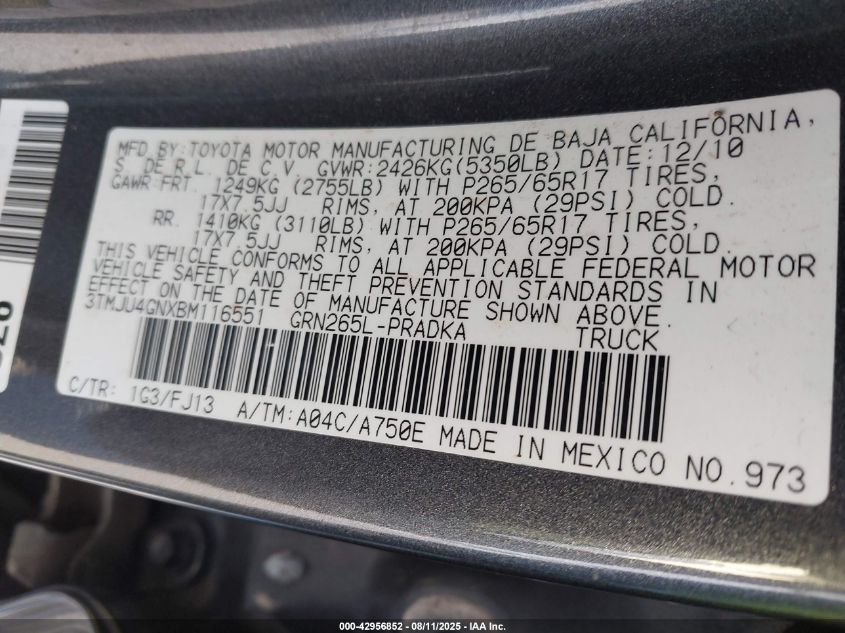 MFD BY:TOYOTA MOTOR MANUFACTURING DE BAJA CALIFORNIA,
S. DE R.L. DE C.V. GVWR:2426KG(5350LB) DATE:12/10
GAWR:FRT. 1249KG (2755LB) WITH P265/65R17 TIRES,
17X7.5JJ RIMS, AT 200KPA (29PSI) COLD.
RR. 1410KG (3110LB) WITH P265/65R17 TIRES,
17X7.5JJ RIMS, AT 200KPA (29PSI) COLD.
THIS VEHICLE CONFORMS TO ALL APPLICABLE FEDERAL MOTOR
VEHICLE SAFETY AND THEFT PREVENTION STANDARDS IN
EFFECT ON THE DATE OF MANUFACTURE SHOWN ABOVE.
3TMJU4GNXBM116551 GRN265L-PRADKA TRUCK
C/TR: 1G3/FJ13 A/TM:A04C/A750E MADE IN MEXICO NO.973
000-42956852 - 08/11/2025 - IAA Inc.